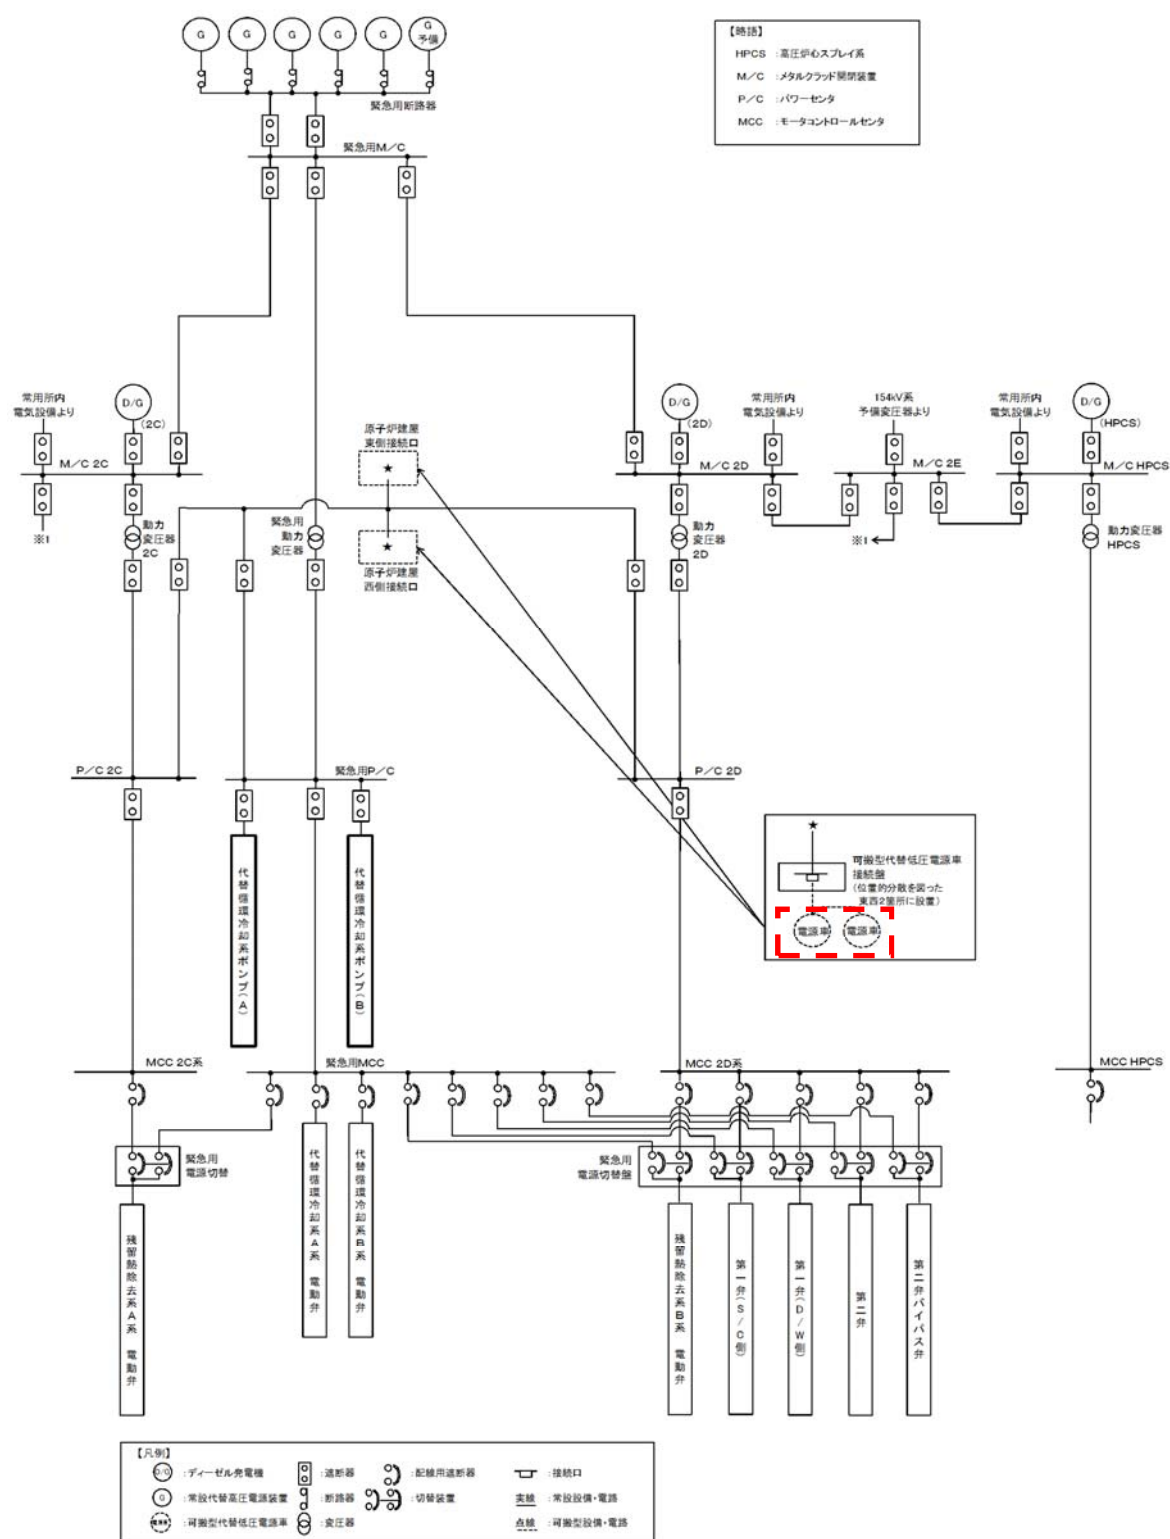 G
G
G
G
G
G
予備
緊急用断路器
【略語】
HPCS ：高圧炉心スプレイ系
M／C ：メタルクラッド開閉装置
P／C ：パワーセンタ
MCC ：モータコントロールセンタ
緊急用M／C
常用所内
電気設備より
D/G
(2C)
M／C 2C
※1
動力
変圧器
2C
原子炉建屋
東側接続口
★
緊急用
動力
変圧器
★
原子炉建屋
西側接続口
D/G
(2D)
M／C 2D
動力
変圧器
2D
常用所内
電気設備より
154kV系
予備変圧器より
M／C 2E
※1
常用所内
電気設備より
D/G
(HPCS)
M／C HPCS
動力変圧器
HPCS
P／C 2C
緊急用P／C
P／C 2D
代替循環冷却系ポンプ(A)
代替循環冷却系ポンプ(B)
★
可搬型代替低圧電源車
接続盤
(位置的分散を図った
東西2箇所に設置)
電源車
電源車
MCC 2C系
緊急用MCC
MCC 2D系
MCC HPCS
緊急用
電源切替
緊急用
電源切替盤
残留熱除去系A系 電動弁
代替循環冷却系A系 電動弁
代替循環冷却系B系 電動弁
残留熱除去系B系 電動弁
第一弁(S/C側)
第一弁(D/W側)
第二弁
第二弁バイパス弁
【凡例】
D/G ：ディーゼル発電機
：遮断器
：配線用遮断器
：接続口
G ：常設代替高圧電源装置
：断路器
：切替装置
実線 ：常設設備・電路
電源車 ：可搬型代替低圧電源車
：変圧器
点線 ：可搬型設備・電路